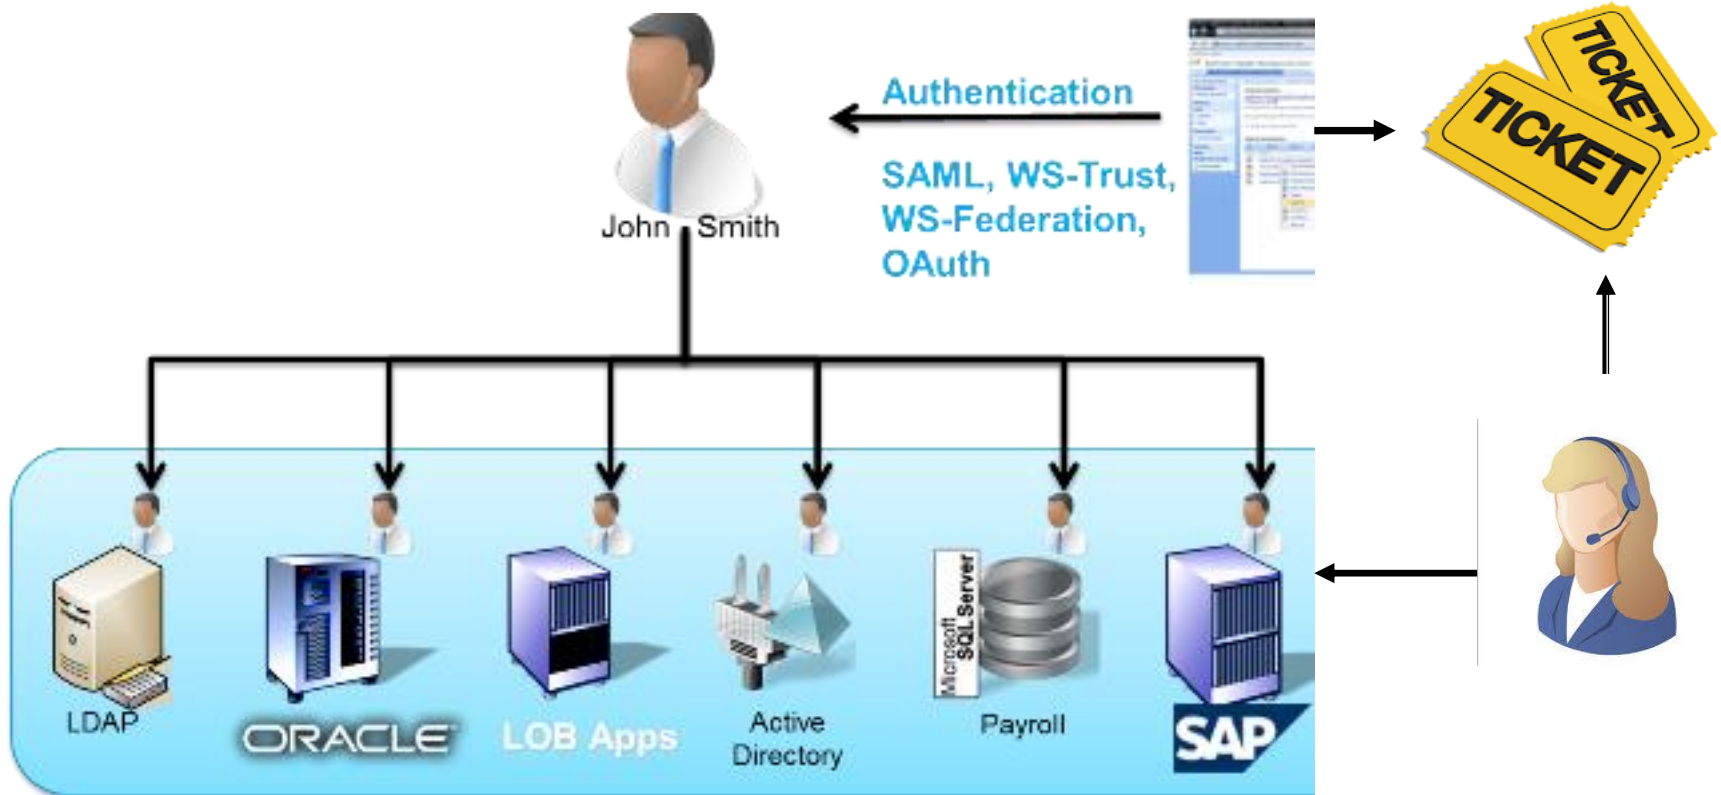 TICKET
TICKET
Authentication
SAML, WS-Trust,
WS-Federation,
OAuth
John Smith
LDAP
ORACLE
LOB Apps
Active
Directory
Microsoft
SQL Server
Payroll
SAP